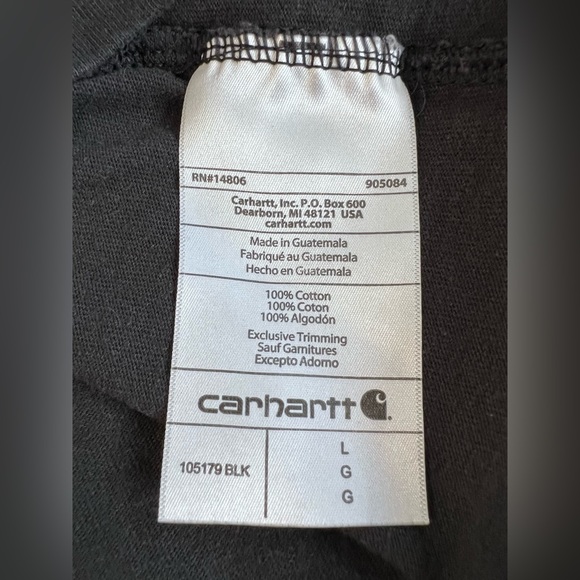 RN#14806 905084
Carhartt, Inc. P.O. Box 600
Dearborn, MI 48121 USA
carhartt.com
Made in Guatemala
Fabriqué au Guatemala
Hecho en Guatemala
100% Cotton
100% Coton
100% Algodón
Exclusive Trimming
Sauf Garnitures
Excepto Adorno
carhartt
105179 BLK
L
G
G